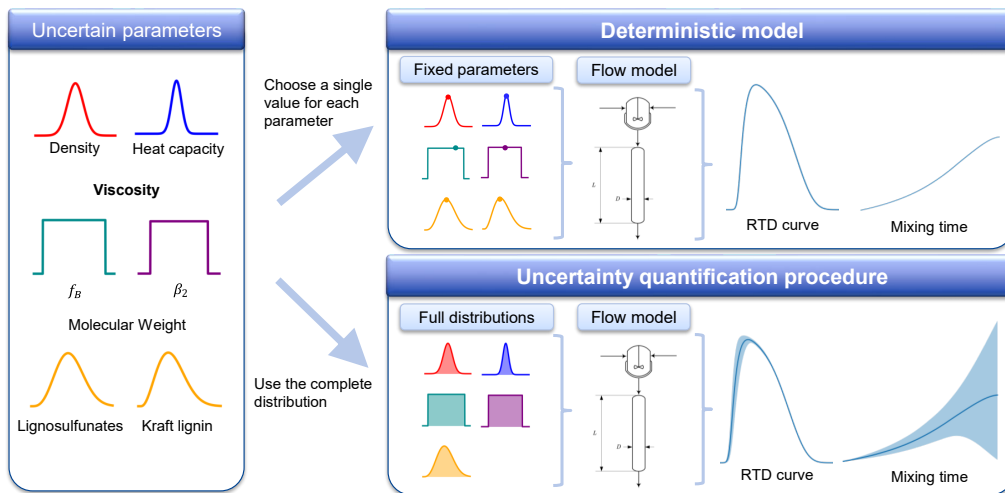 Uncertain parameters
Density
Heat capacity
Viscosity
f_B
β_2
Molecular Weight
Lignosulfunates
Kraft lignin
Choose a single
value for each
parameter
Use the complete
distribution
Deterministic model
Fixed parameters
Flow model
L
D
RTD curve
Mixing time
Uncertainty quantification procedure
Full distributions
Flow model
L
D
RTD curve
Mixing time